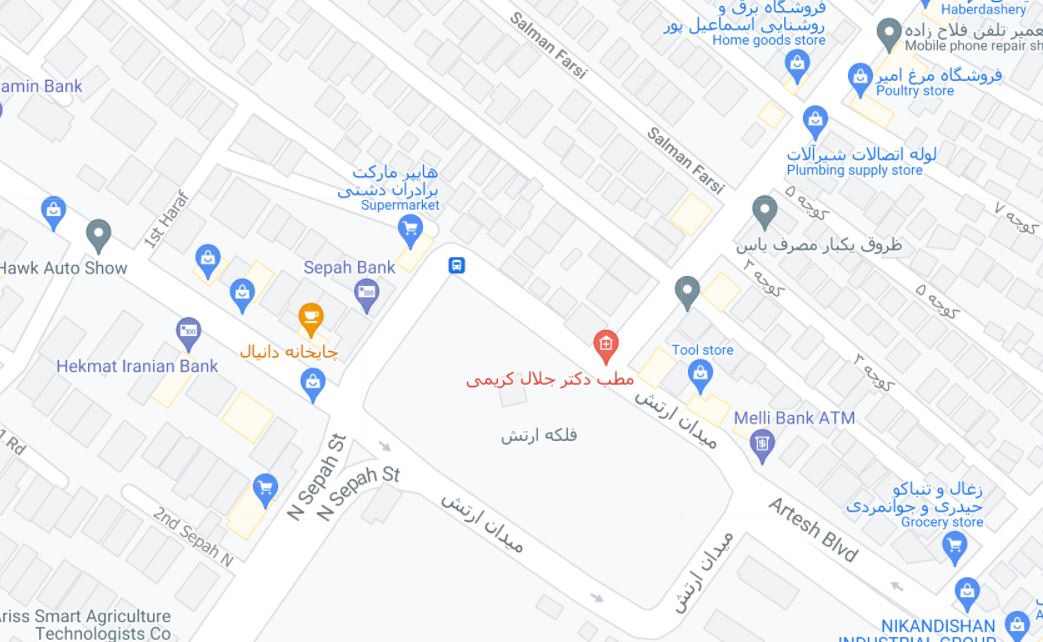 فروشگاه برق و
روشنایی اسماعیل پور
Home goods store
Haberdashery
تعمیر تلفن فلاح زاده
Mobile phone repair sh
فروشگاه مرغ امیر
Poultry store
Salman Farsi
amin Bank
لوله اتصالات شیرآلات
Plumbing supply store
Salman Farsi
هایپر مارکت
برادران دشتی
Supermarket
کوچه ۵
کوچه ۷
1st Haraf
ظروف یکبار مصرف یاس
Hawk Auto Show
Sepah Bank
کوچه ۳
کوچه ۵
چایخانه دانیال
Hekmat Iranian Bank
Tool store
مطب دکتر جلال کریمی
کوچه ۳
میدان ارتش
Melli Bank ATM
فلکه ارتش
1 Rd
N Sepah St
N Sepah St
میدان ارتش
زغال و تنباکو
حیدری و جوانمردی
Grocery store
2nd Sepah N
Artesh Blvd
میدان ارتش
Ariss Smart Agriculture
Technologists Co
NIKANDISHAN
INDUSTRIAL GROUP